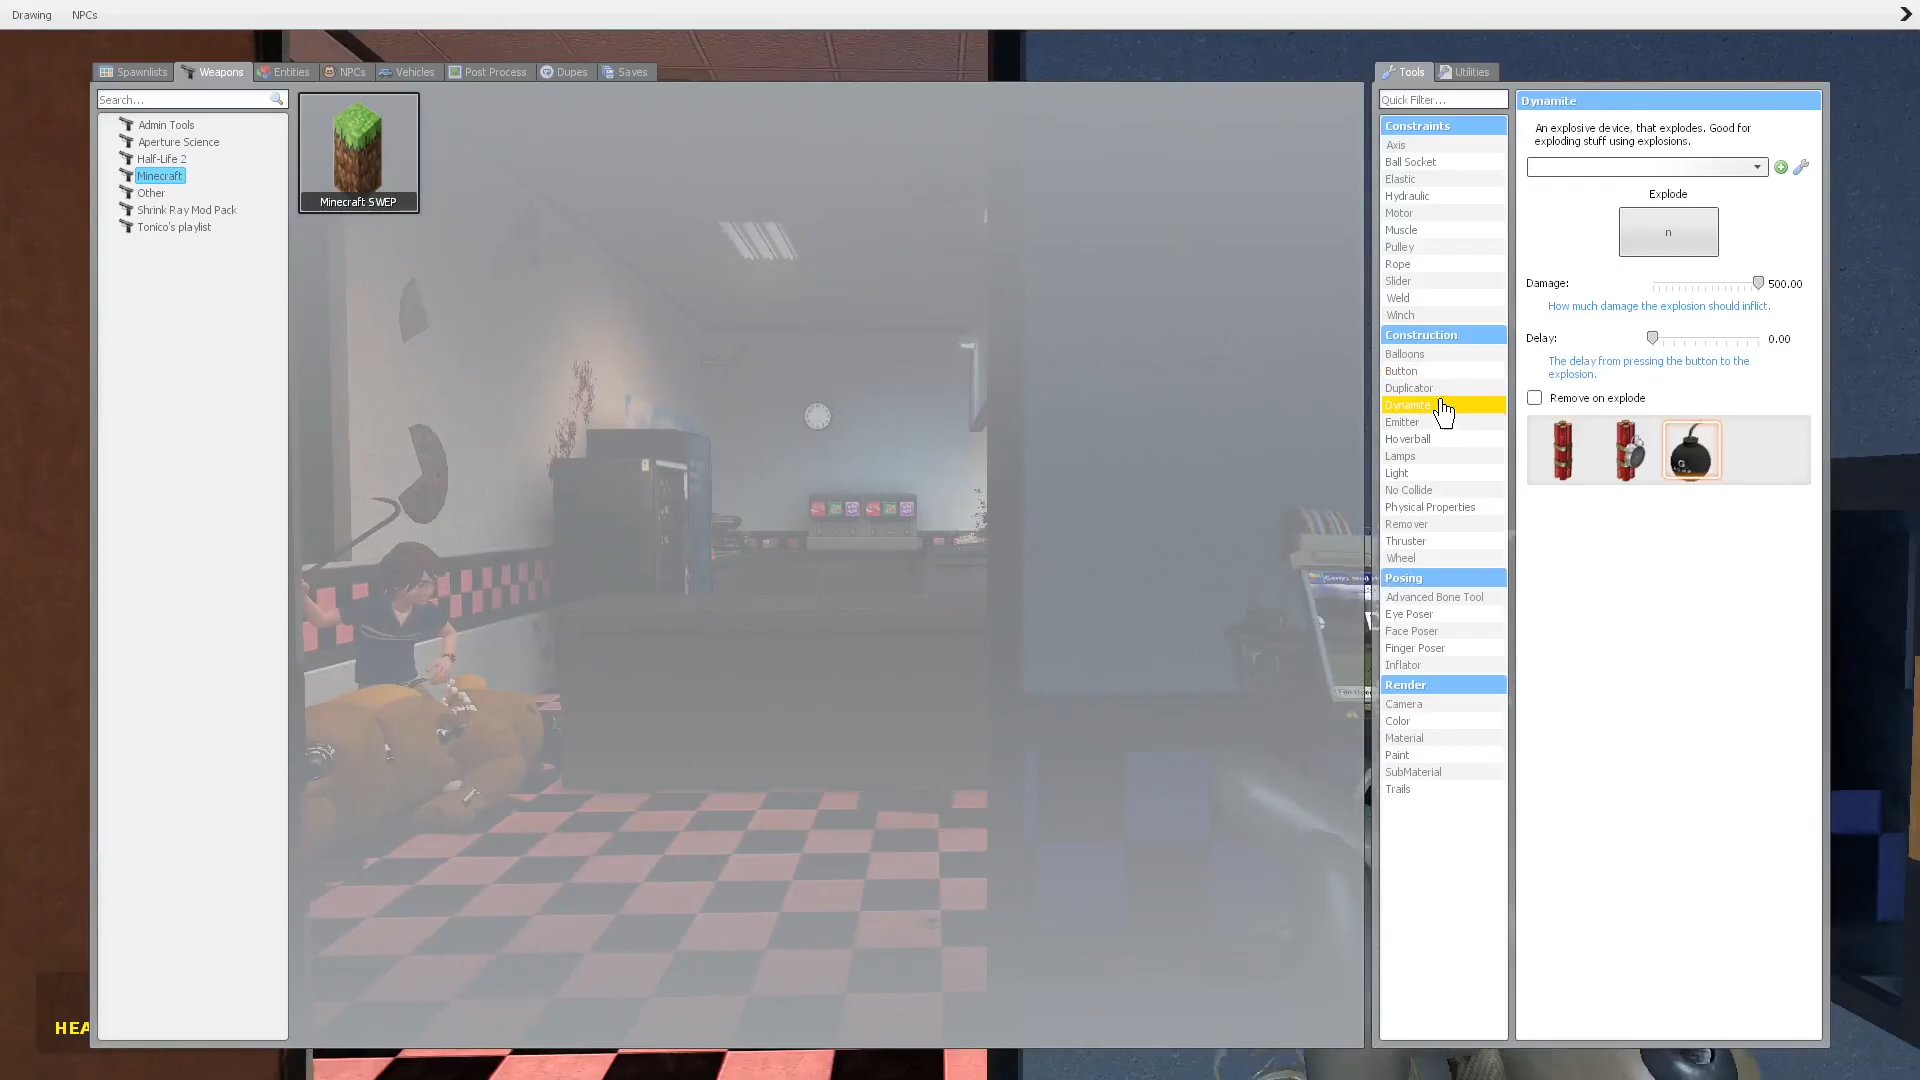 Drawing NPCs
Spawnlists Weapons Entities NPCs Vehicles Post Process Dupes Saves
Search...
Admin Tools
Aperture Science
Half-Life 2
Minecraft
Other
Shrink Ray Mod Pack
Tonico's playlist
Minecraft SWEP
HEA
Tools Utilities
Quick Filter...
Constraints
Axis
Ball Socket
Elastic
Hydraulic
Motor
Muscle
Pulley
Rope
Slider
Weld
Winch
Construction
Balloons
Button
Duplicator
Dynamite
Emitter
Hoverball
Lamps
Light
No Collide
Physical Properties
Remover
Thruster
Wheel
Posing
Advanced Bone Tool
Eye Poser
Face Poser
Finger Poser
Inflator
Render
Camera
Color
Material
Paint
SubMaterial
Trails
Dynamite
An explosive device, that explodes. Good for
exploding stuff using explosions.
Explode
n
Damage: 500.00
How much damage the explosion should inflict.
Delay: 0.00
The delay from pressing the button to the
explosion.
Remove on explode